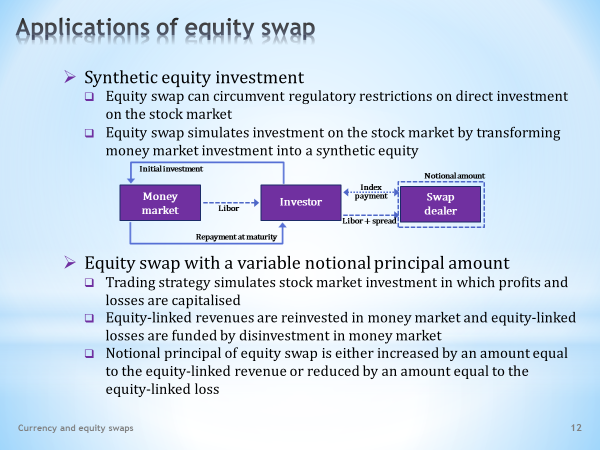 Applications of equity swap
Synthetic equity investment
Equity swap can circumvent regulatory restrictions on direct investment
on the stock market
Equity swap simulates investment on the stock market by transforming
money market investment into a synthetic equity
Initial investment
Notional amount
Money
market
Libor
Investor
Index
payment
Libor + spread
Swap
dealer
Repayment at maturity
Equity swap with a variable notional principal amount
Trading strategy simulates stock market investment in which profits and
losses are capitalised
Equity-linked revenues are reinvested in money market and equity-linked
losses are funded by disinvestment in money market
Notional principal of equity swap is either increased by an amount equal
to the equity-linked revenue or reduced by an amount equal to the
equity-linked loss
Currency and equity swaps
12